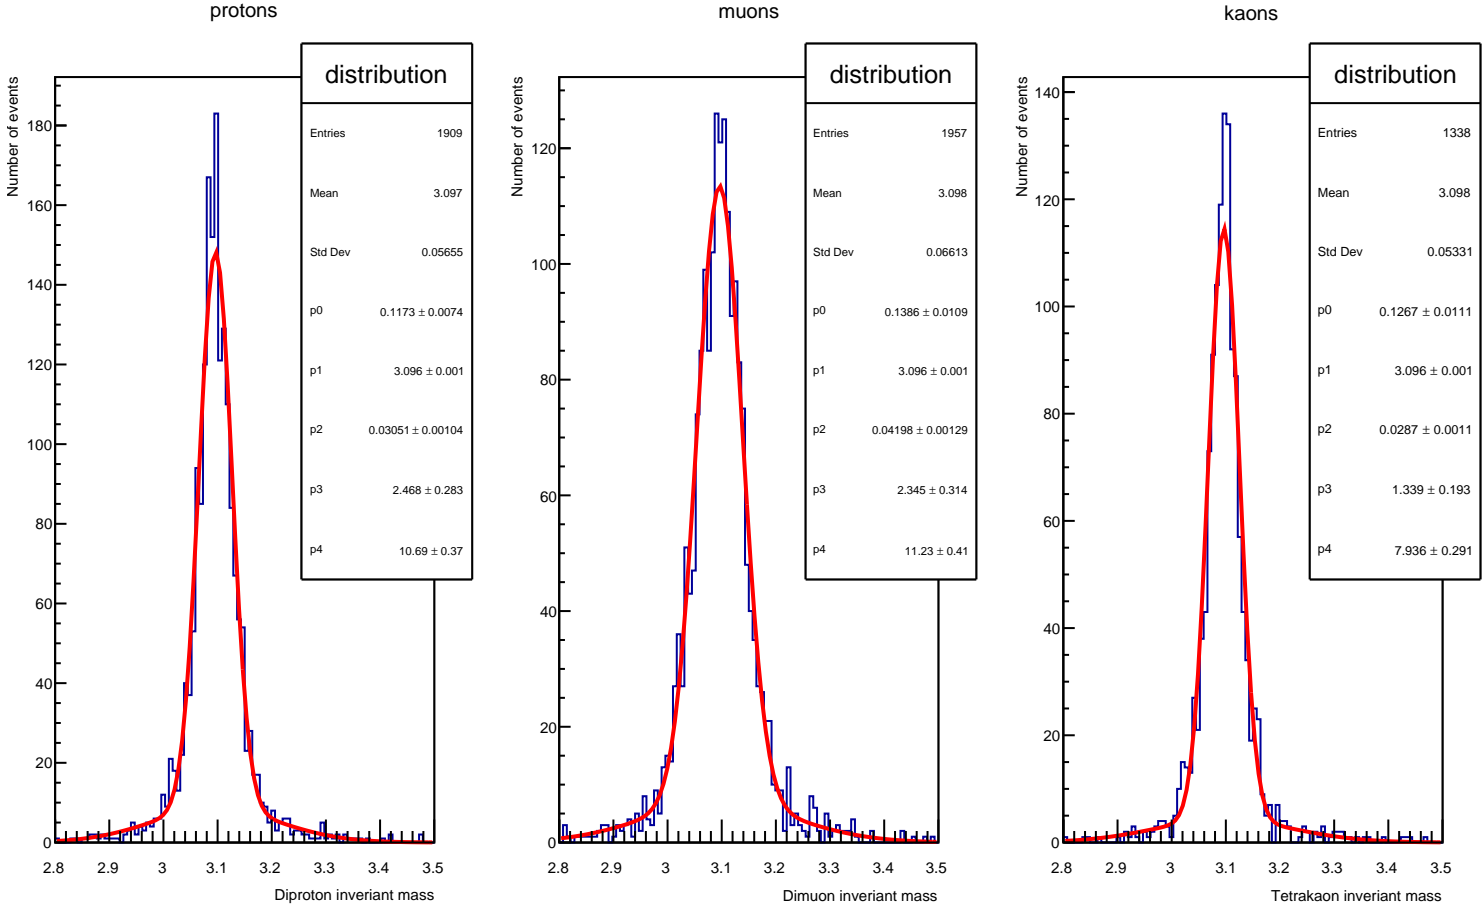 protons
Number of events
distribution
Entries 1909
Mean 3.097
Std Dev 0.05655
p0 0.1173 ± 0.0074
p1 3.096 ± 0.001
p2 0.03051 ± 0.00104
p3 2.468 ± 0.283
p4 10.69 ± 0.37
180
160
140
120
100
80
60
40
20
0
2.8 2.9 3 3.1 3.2 3.3 3.4 3.5
Diproton inveriant mass
muons
Number of events
distribution
Entries 1957
Mean 3.098
Std Dev 0.06613
p0 0.1386 ± 0.0109
p1 3.096 ± 0.001
p2 0.04198 ± 0.00129
p3 2.345 ± 0.314
p4 11.23 ± 0.41
120
100
80
60
40
20
0
2.8 2.9 3 3.1 3.2 3.3 3.4 3.5
Dimuon inveriant mass
kaons
Number of events
distribution
Entries 1338
Mean 3.098
Std Dev 0.05331
p0 0.1267 ± 0.0111
p1 3.096 ± 0.001
p2 0.0287 ± 0.0011
p3 1.339 ± 0.193
p4 7.936 ± 0.291
140
120
100
80
60
40
20
0
2.8 2.9 3 3.1 3.2 3.3 3.4 3.5
Tetrakaon inveriant mass